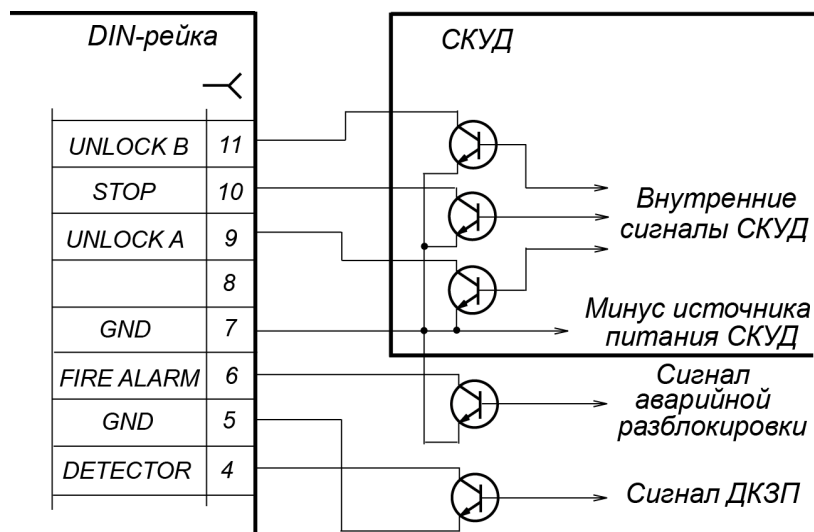 DIN-рейка
СКУД
UNLOCK B 11
STOP 10
UNLOCK A 9
8
GND 7
FIRE ALARM 6
GND 5
DETECTOR 4
Внутренние
сигналы СКУД
Минус источника
питания СКУД
Сигнал
аварийной
разблокировки
Сигнал ДКЗП